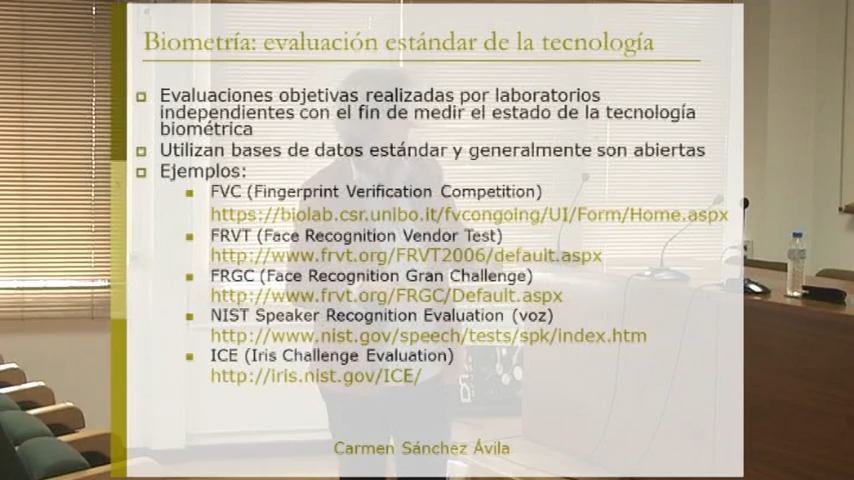 Biometría: evaluación estándar de la tecnología
Evaluaciones objetivas realizadas por laboratorios
independientes con el fin de medir el estado de la tecnología
biométrica
Utilizan bases de datos estándar y generalmente son abiertas
Ejemplos:
FVC (Fingerprint Verification Competition)
https://biolab.csr.unibo.it/fvcongoing/UI/Form/Home.aspx
FRVT (Face Recognition Vendor Test)
http://www.frvt.org/FRVT2006/default.aspx
FRGC (Face Recognition Gran Challenge)
http://www.frvt.org/FRGC/Default.aspx
NIST Speaker Recognition Evaluation (voz)
http://www.nist.gov/speech/tests/spk/index.htm
ICE (Iris Challenge Evaluation)
http://iris.nist.gov/ICE/
Carmen Sánchez Ávila